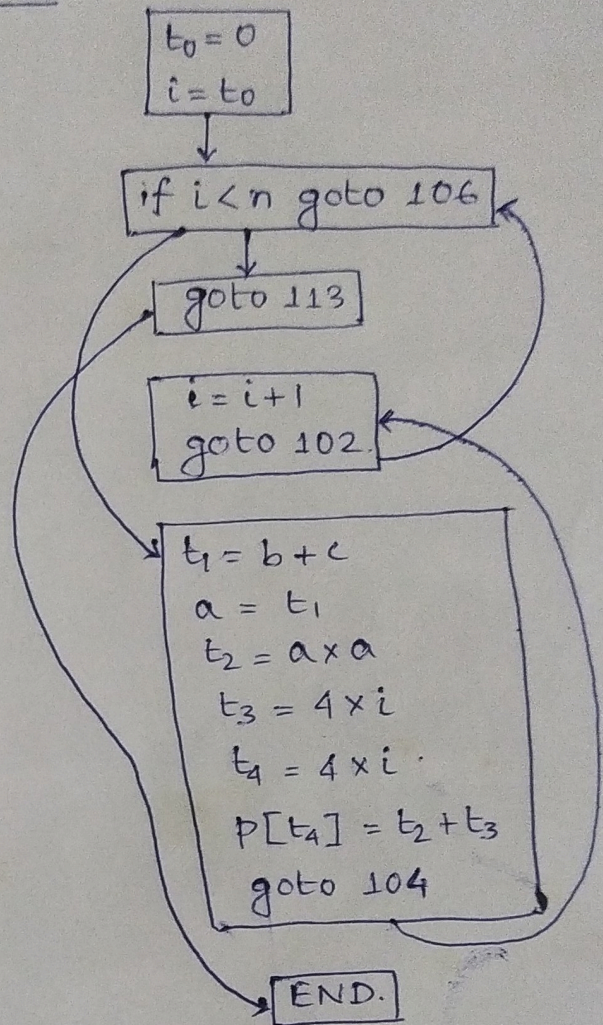 t₀ = 0
i = t₀
if i < n goto 106
goto 113
i = i + 1
goto 102.
t₁ = b + c
a = t₁
t₂ = a × a
t₃ = 4 × i
t₄ = 4 × i
P[t₄] = t₂ + t₃
goto 104
END.